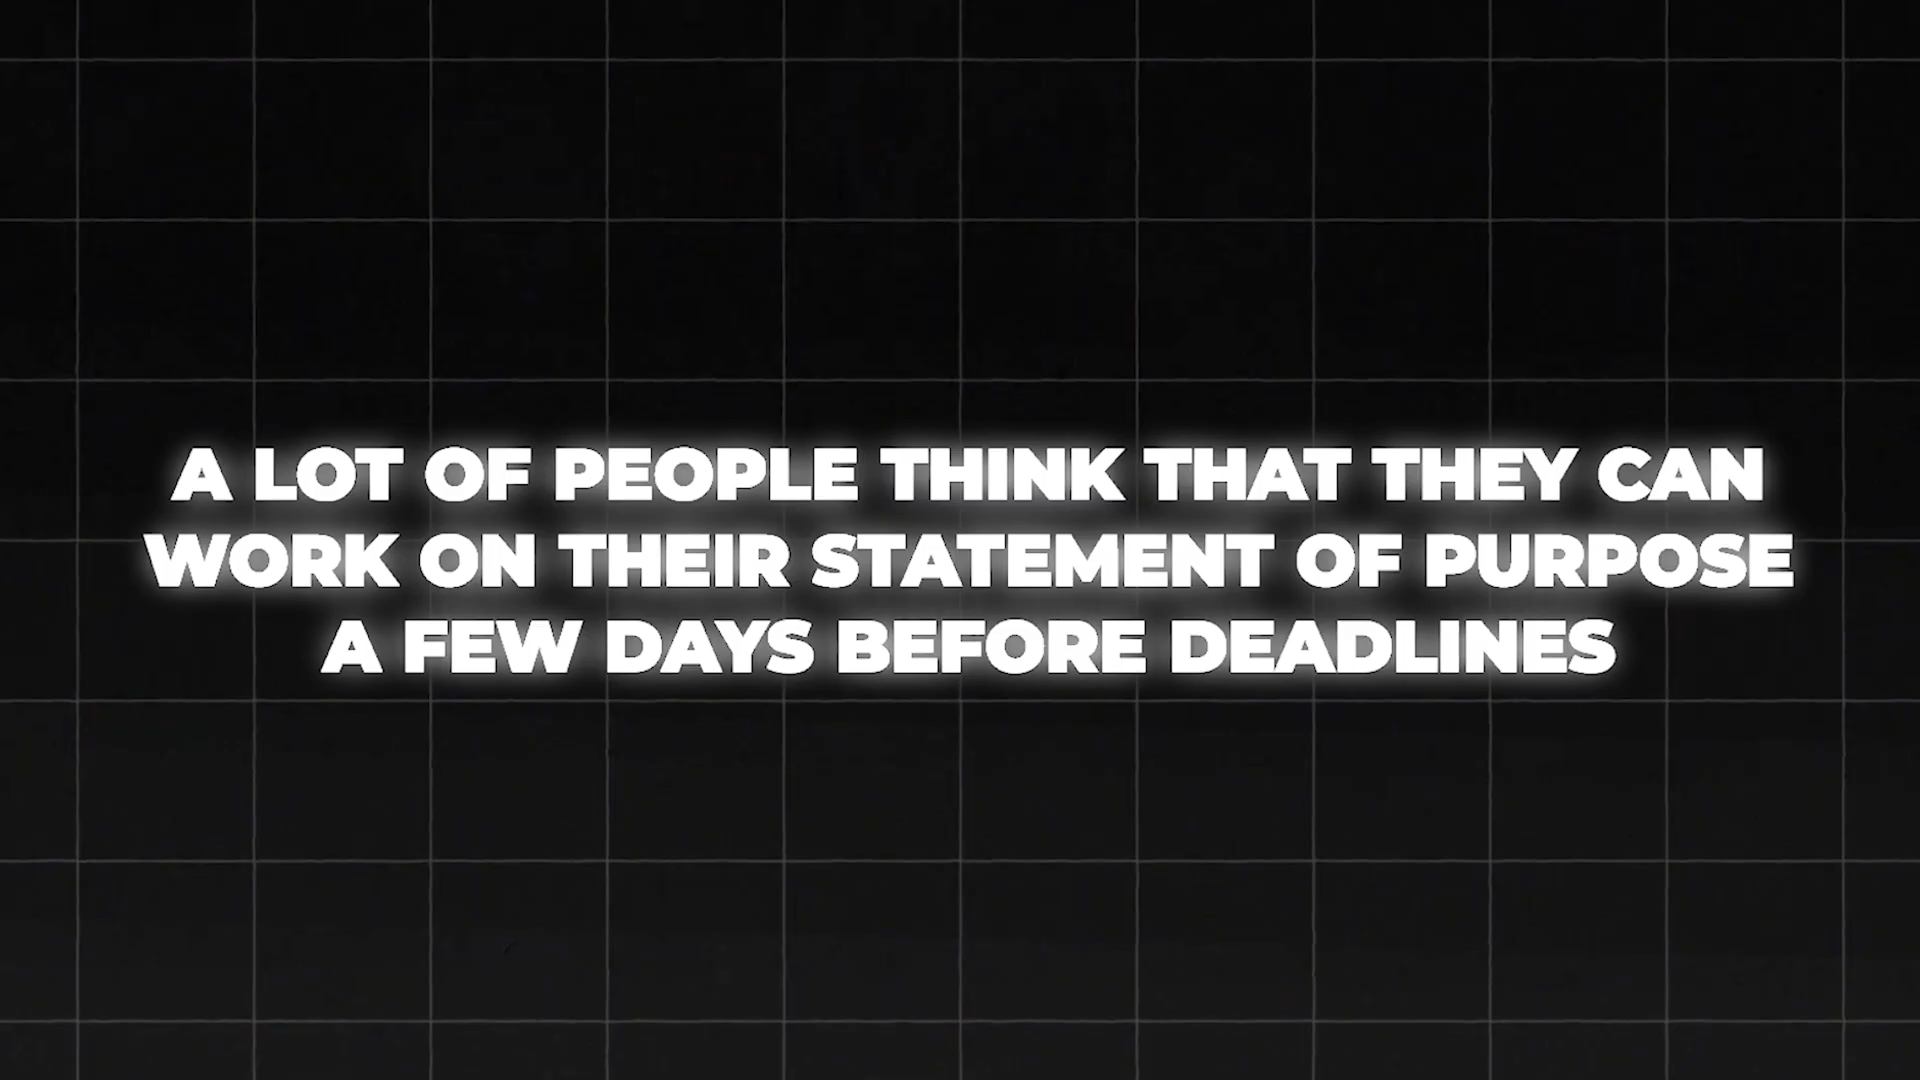 A LOT OF PEOPLE THINK THAT THEY CAN
WORK ON THEIR STATEMENT OF PURPOSE
A FEW DAYS BEFORE DEADLINES